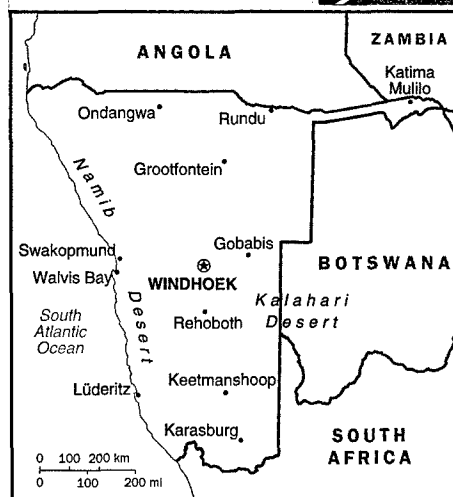 ANGOLA
ZAMBIA
Katima
Mulilo
Ondangwa
Rundu
Grootfontein
Namib
Desert
Swakopmund
Gobabis
Walvis Bay
WINDHOEK
BOTSWANA
Kalahari
Desert
South
Atlantic
Ocean
Rehoboth
Lüderitz
Keetmanshoop
Karasburg
SOUTH
AFRICA
0 100 200 km
0 100 200 mi